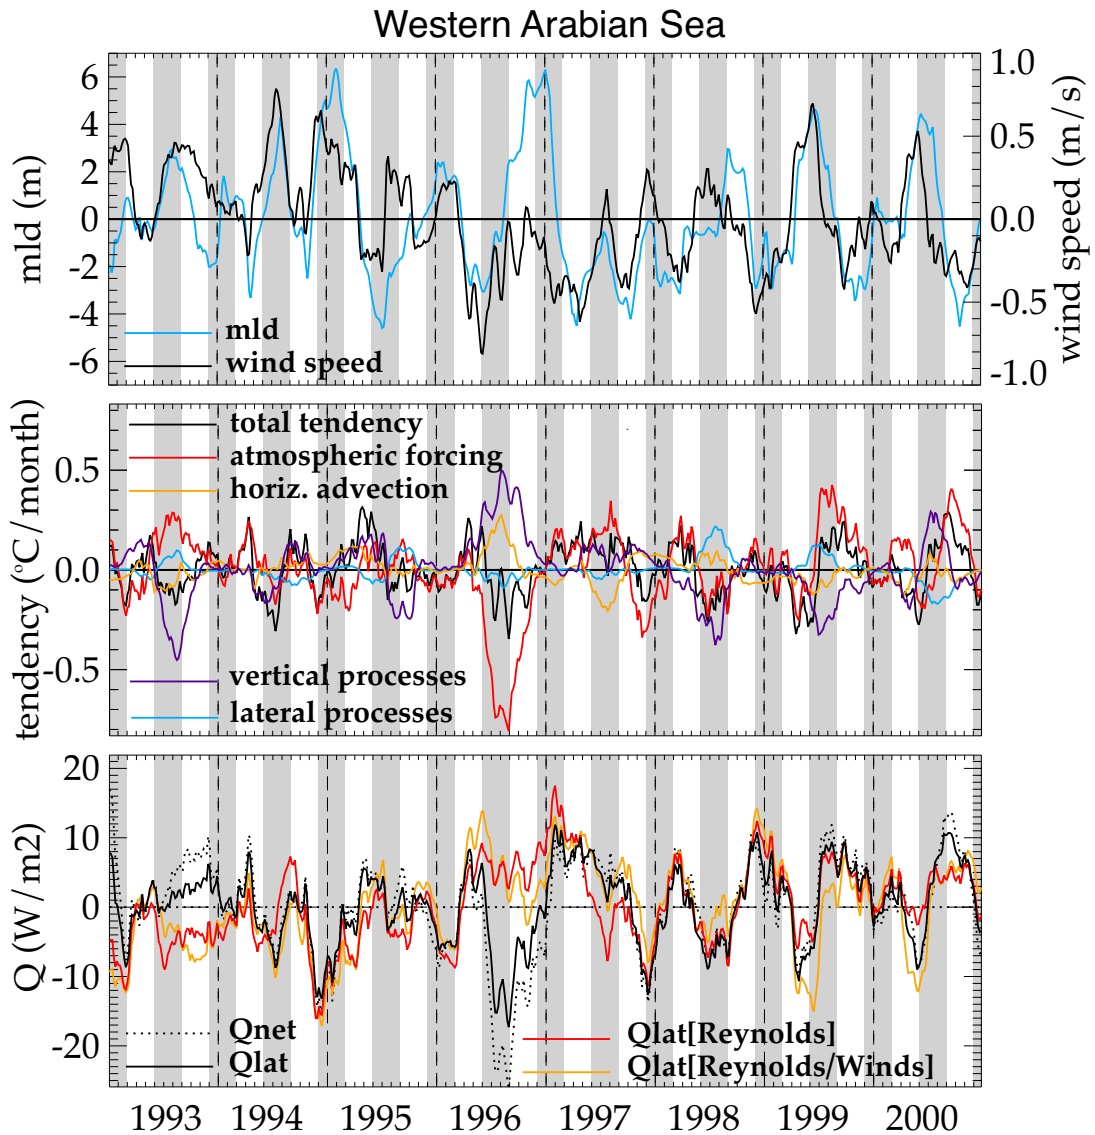 Western Arabian Sea
6
4
2
0
-2
-4
-6
mld (m)
1.0
0.5
0.0
-0.5
-1.0
wind speed (m/s)
mld
wind speed
0.5
0.0
-0.5
tendency (°C/month)
total tendency
atmospheric forcing
horiz. advection
vertical processes
lateral processes
20
10
0
-10
-20
Q (W/m2)
Qnet
Qlat
Qlat[Reynolds]
Qlat[Reynolds/Winds]
1993 1994 1995 1996 1997 1998 1999 2000